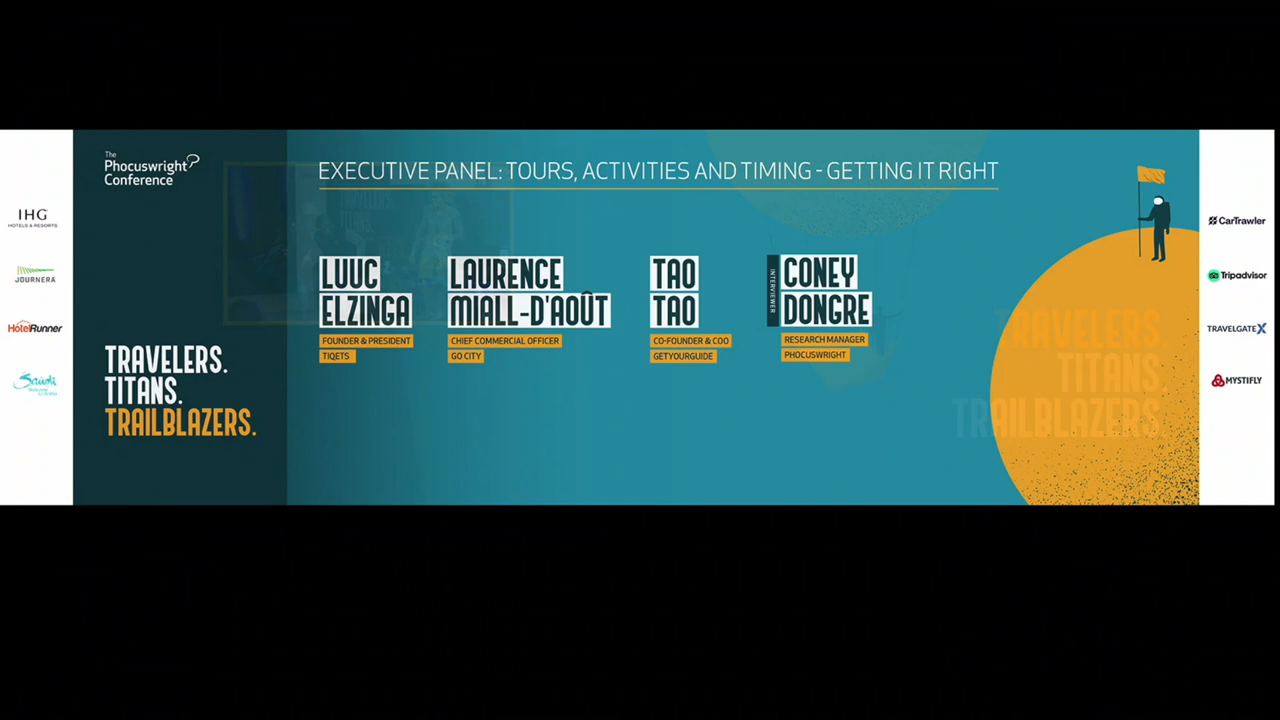 The
Phocuswright
Conference
EXECUTIVE PANEL: TOURS, ACTIVITIES AND TIMING - GETTING IT RIGHT
IHG
HOTELS & RESORTS
JOURNERA
HotelRunner
Saudi
TRAVELERS.
TITANS.
TRAILBLAZERS.
LUUC
ELZINGA
FOUNDER & PRESIDENT
TIQETS
LAURENCE
MIALL-D'AOÛT
CHIEF COMMERCIAL OFFICER
GO CITY
TAO
TAO
CO-FOUNDER & COO
GETYOURGUIDE
INTERVIEWER
CONEY
DONGRE
RESEARCH MANAGER
PHOCUSWRIGHT
TRAVELERS.
TITANS.
TRAILBLAZERS.
CarTrawler
Tripadvisor
TRAVELGATEX
MYSTIFLY